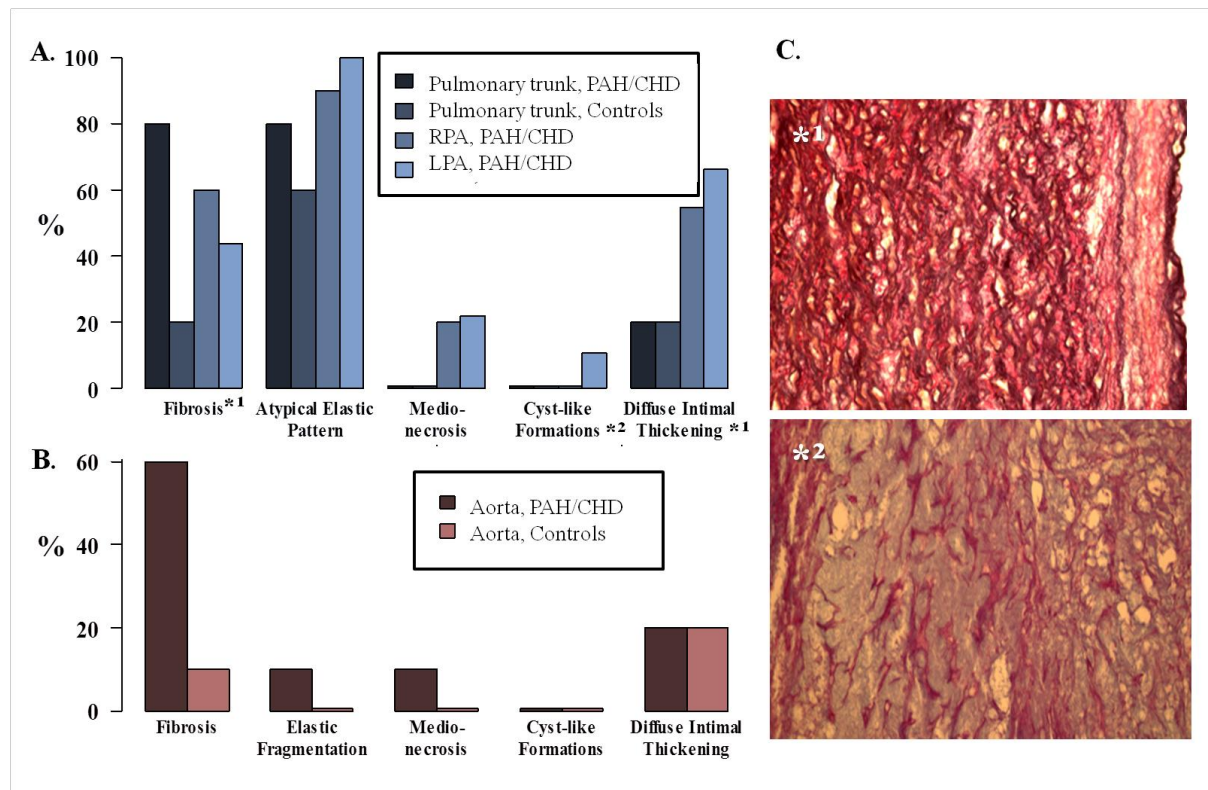 A.
100
80
60
40
20
0
%
Pulmonary trunk, PAH/CHD
Pulmonary trunk, Controls
RPA, PAH/CHD
LPA, PAH/CHD
Fibrosis*1
Atypical Elastic
Pattern
Medio-
necrosis
Cyst-like
Formations *2
Diffuse Intimal
Thickening *1
B.
60
40
20
0
%
Aorta, PAH/CHD
Aorta, Controls
Fibrosis
Elastic
Fragmentation
Medio-
necrosis
Cyst-like
Formations
Diffuse Intimal
Thickening
C.
*1
*2